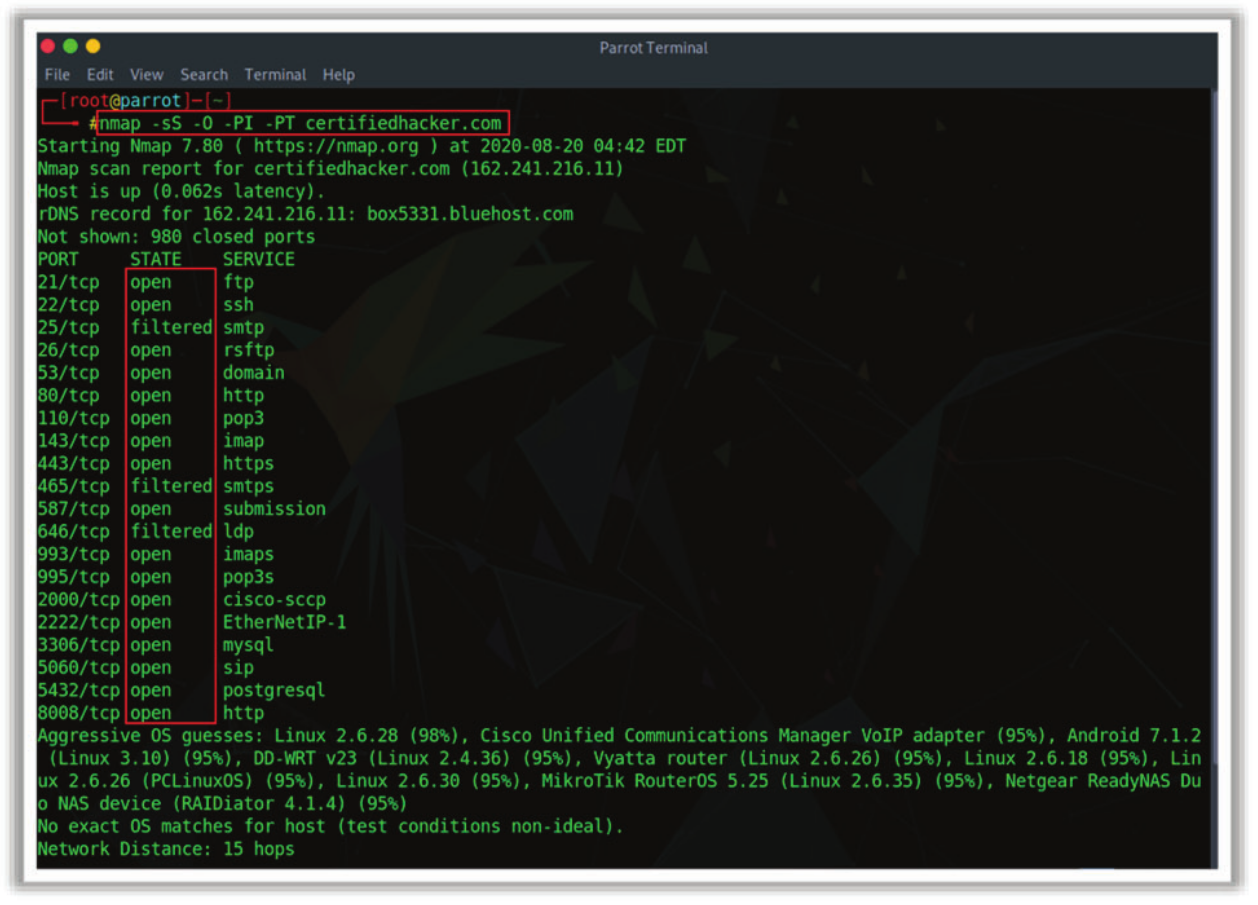 Parrot Terminal
File Edit View Search Terminal Help
[root@parrot]-[~]
#nmap -sS -O -PI -PT certifiedhacker.com
Starting Nmap 7.80 ( https://nmap.org ) at 2020-08-20 04:42 EDT
Nmap scan report for certifiedhacker.com (162.241.216.11)
Host is up (0.062s latency).
rDNS record for 162.241.216.11: box5331.bluehost.com
Not shown: 980 closed ports
PORT STATE SERVICE
21/tcp open ftp
22/tcp open ssh
25/tcp filtered smtp
26/tcp open rsftp
53/tcp open domain
80/tcp open http
110/tcp open pop3
143/tcp open imap
443/tcp open https
465/tcp filtered smtps
587/tcp open submission
646/tcp filtered ldp
993/tcp open imaps
995/tcp open pop3s
2000/tcp open cisco-sccp
2222/tcp open EtherNetIP-1
3306/tcp open mysql
5060/tcp open sip
5432/tcp open postgresql
8008/tcp open http
Aggressive OS guesses: Linux 2.6.28 (98%), Cisco Unified Communications Manager VoIP adapter (95%), Android 7.1.2
(Linux 3.10) (95%), DD-WRT v23 (Linux 2.4.36) (95%), Vyatta router (Linux 2.6.26) (95%), Linux 2.6.18 (95%), Lin
ux 2.6.26 (PCLinuxOS) (95%), Linux 2.6.30 (95%), MikroTik RouterOS 5.25 (Linux 2.6.35) (95%), Netgear ReadyNAS Du
o NAS device (RAIDiator 4.1.4) (95%)
No exact OS matches for host (test conditions non-ideal).
Network Distance: 15 hops